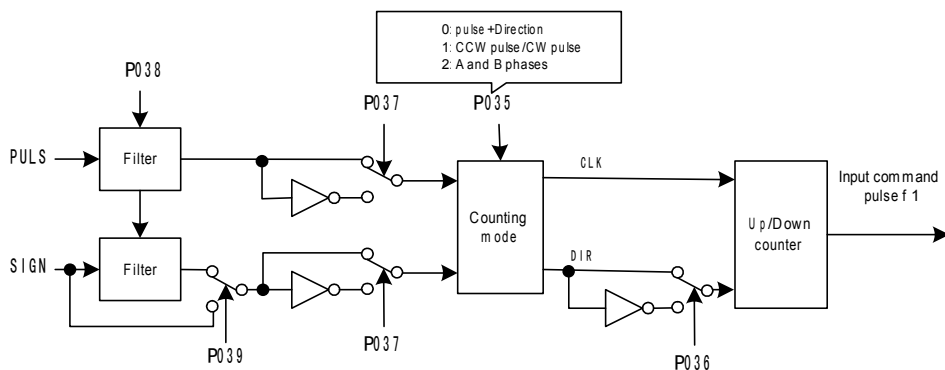 0: pulse +Direction
1: CCW pulse/CW pulse
2: A and B phases
P038
P037
P035
PULS
Filter
CLK
Input command
pulse f 1
Counting
mode
Up/Down
counter
SIGN
Filter
DIR
P039
P037
P036